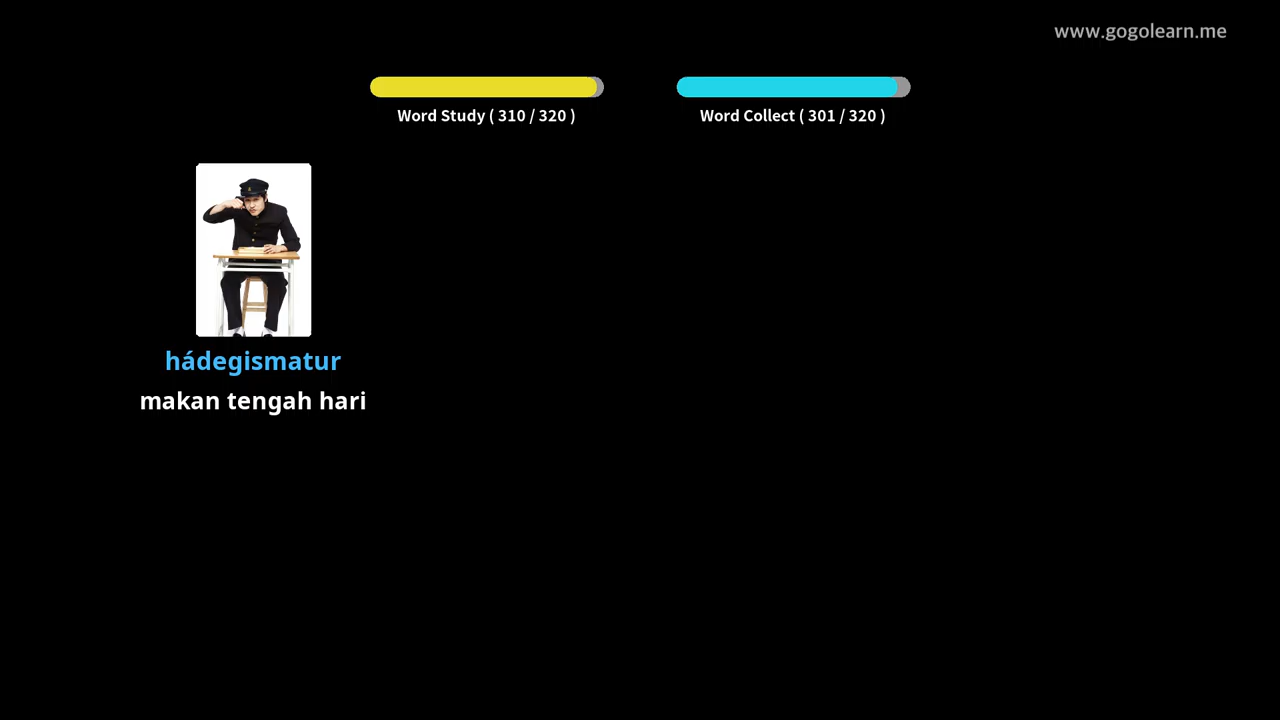 www.gogolearn.me
Word Study ( 310 / 320 )
Word Collect ( 301 / 320 )
hádegismatur
makan tengah hari